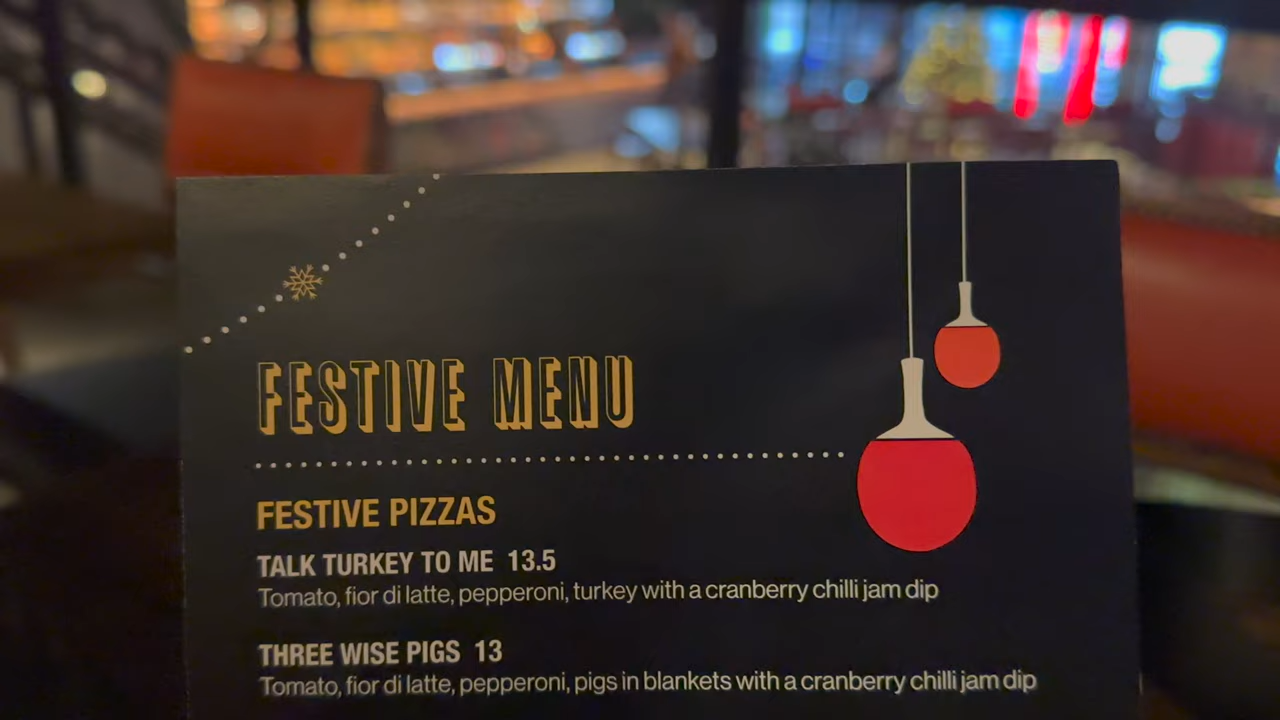 FESTIVE MENU
FESTIVE PIZZAS
TALK TURKEY TO ME 13.5
Tomato, fior di latte, pepperoni, turkey with a cranberry chilli jam dip
THREE WISE PIGS 13
Tomato, fior di latte, pepperoni, pigs in blankets with a cranberry chilli jam dip